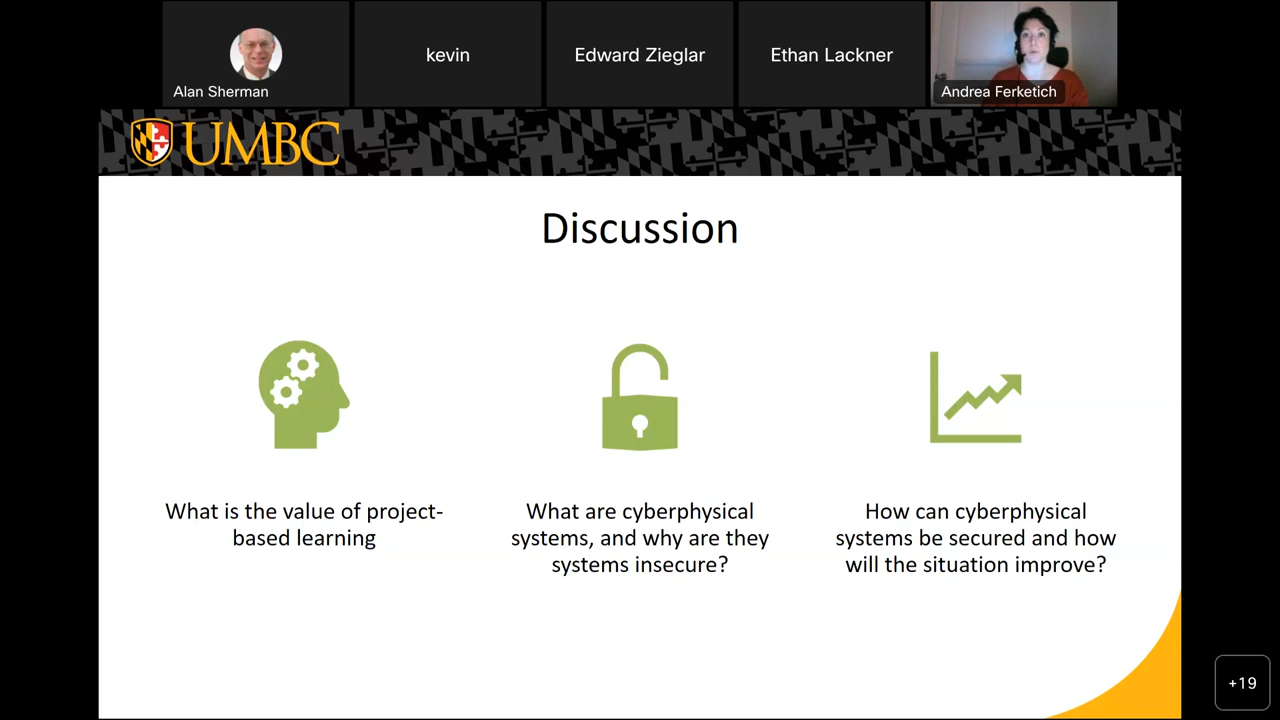 kevin
Edward Zieglar
Ethan Lackner
Alan Sherman
Andrea Ferketich
UMBC
Discussion
What is the value of project-
based learning
What are cyberphysical
systems, and why are they
systems insecure?
How can cyberphysical
systems be secured and how
will the situation improve?
+19